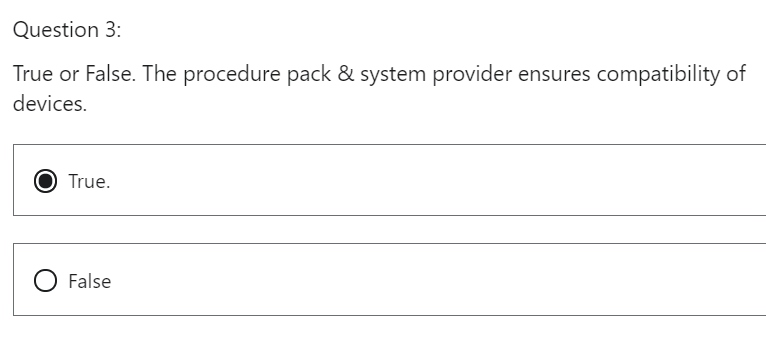 Question 3:
True or False. The procedure pack & system provider ensures compatibility of
devices.
True.
False